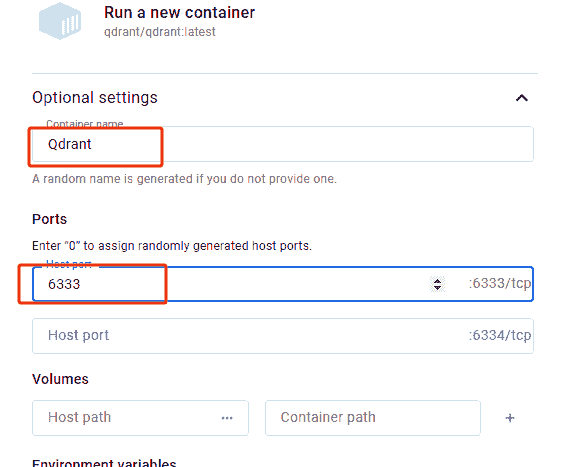 Run a new container
qdrant/qdrant:latest
Optional settings
Container name
Qdrant
A random name is generated if you do not provide one.
Ports
Enter “0” to assign randomly generated host ports.
Host port
6333 :6333/tcp
Host port :6334/tcp
Volumes
Host path ··· Container path +
Environment variables